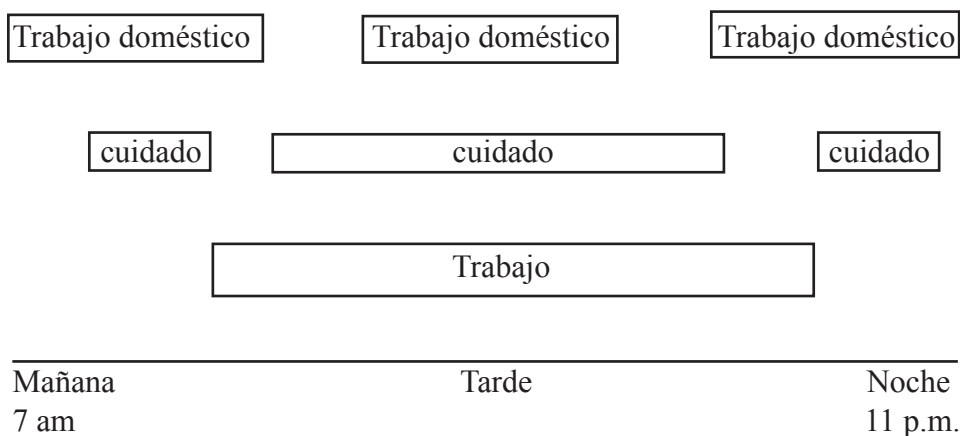 Trabajo doméstico Trabajo doméstico Trabajo doméstico
cuidado cuidado cuidado
Trabajo
Mañana Tarde Noche
7 am 11 p.m.